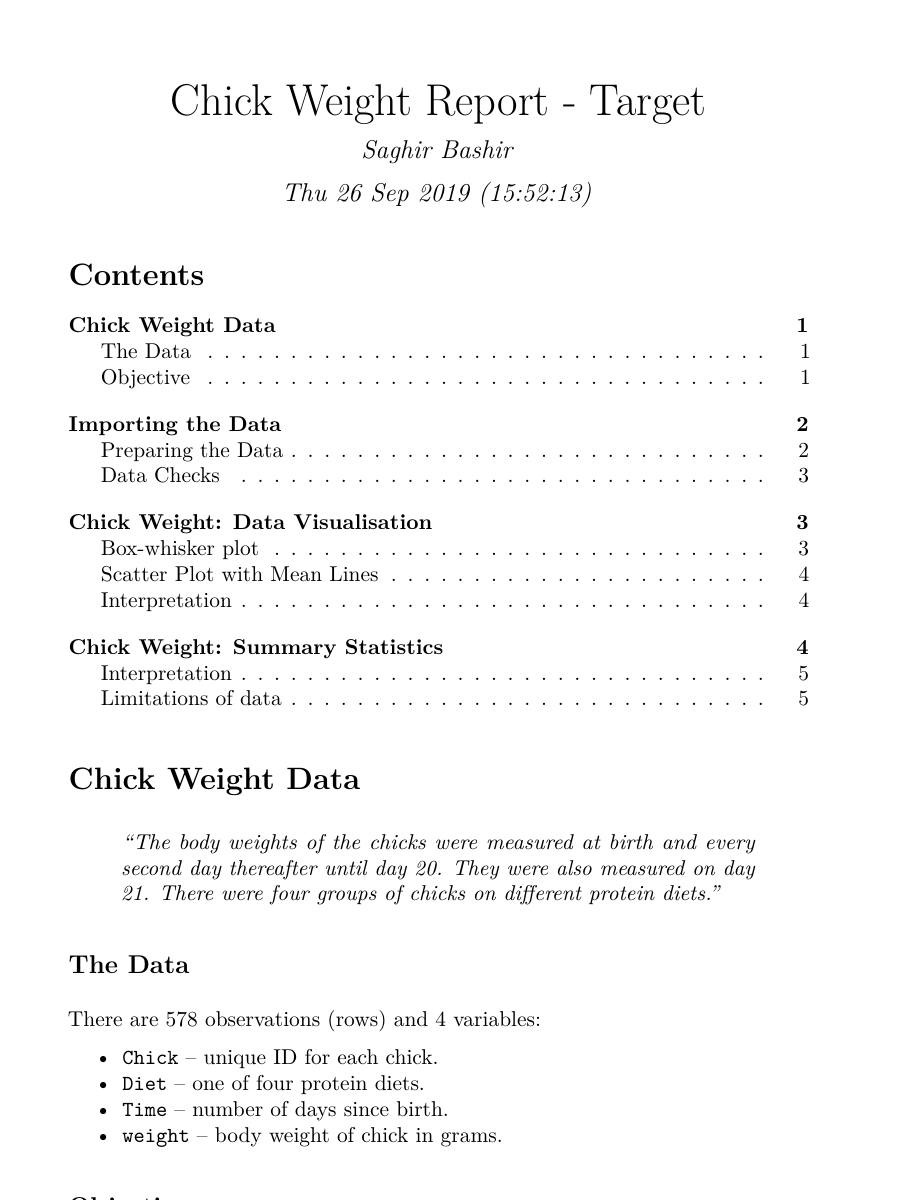 Chick Weight Report - Target
Saghir Bashir
Thu 26 Sep 2019 (15:52:13)
Contents
Chick Weight Data 1
The Data . . . . . . . . . . . . . . . . . . . . . . . . . . . . . . . . . . 1
Objective . . . . . . . . . . . . . . . . . . . . . . . . . . . . . . . . . . 1
Importing the Data 2
Preparing the Data . . . . . . . . . . . . . . . . . . . . . . . . . . . . . 2
Data Checks . . . . . . . . . . . . . . . . . . . . . . . . . . . . . . . . 3
Chick Weight: Data Visualisation 3
Box-whisker plot . . . . . . . . . . . . . . . . . . . . . . . . . . . . . . 3
Scatter Plot with Mean Lines . . . . . . . . . . . . . . . . . . . . . . . 4
Interpretation . . . . . . . . . . . . . . . . . . . . . . . . . . . . . . . . 4
Chick Weight: Summary Statistics 4
Interpretation . . . . . . . . . . . . . . . . . . . . . . . . . . . . . . . . 5
Limitations of data . . . . . . . . . . . . . . . . . . . . . . . . . . . . . 5
Chick Weight Data
“The body weights of the chicks were measured at birth and every
second day thereafter until day 20. They were also measured on day
21. There were four groups of chicks on different protein diets.”
The Data
There are 578 observations (rows) and 4 variables:
• Chick – unique ID for each chick.
• Diet – one of four protein diets.
• Time – number of days since birth.
• weight – body weight of chick in grams.